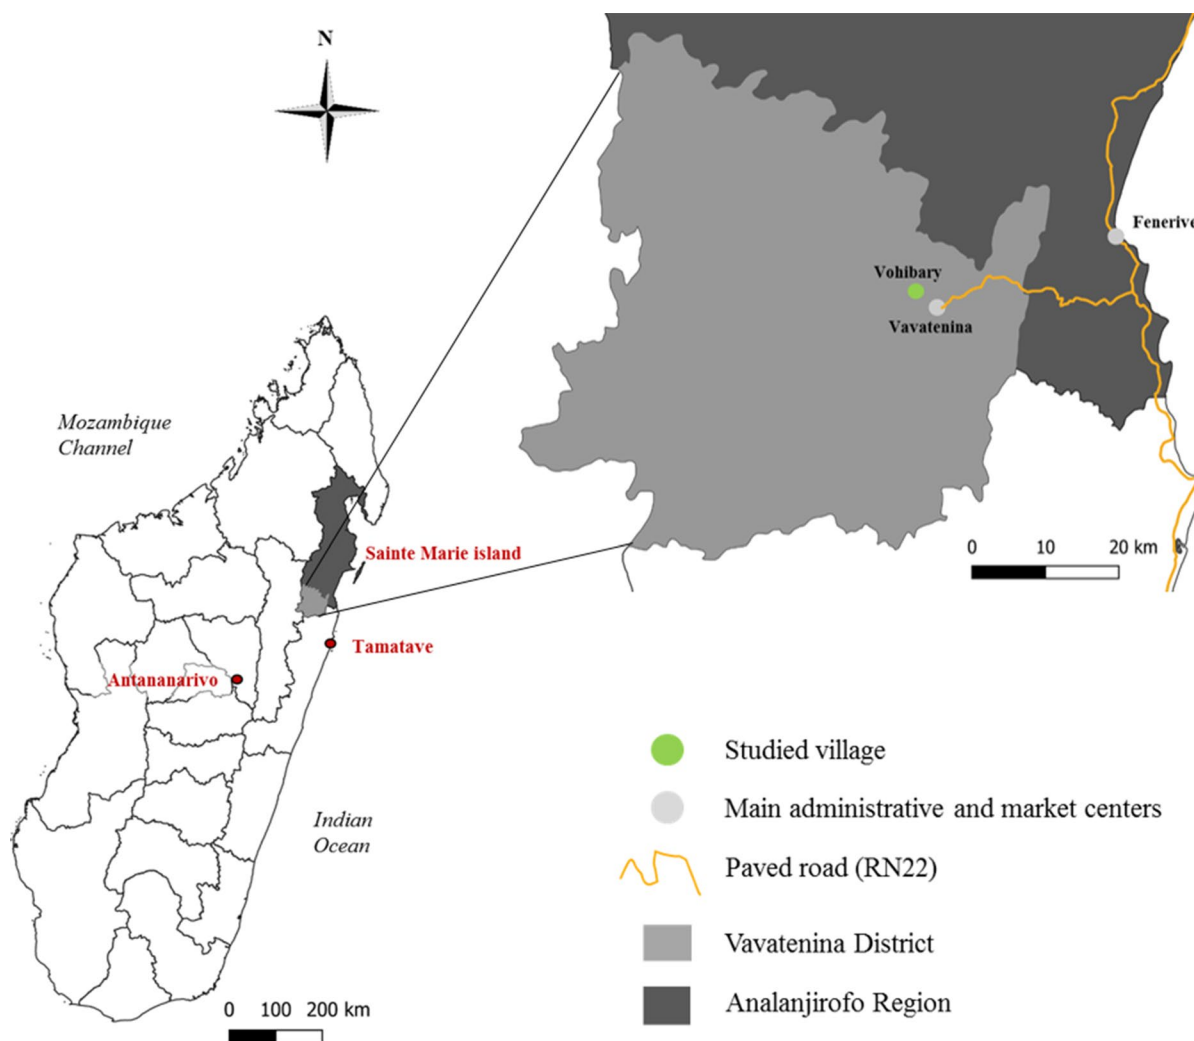 N
Fenerive
Vohibary
Vavatenina
0 10 20 km
Mozambique
Channel
Sainte Marie island
Tamatave
Antananarivo
Indian
Ocean
0 100 200 km
Studied village
Main administrative and market centers
Paved road (RN22)
Vavatenina District
Analanjirofo Region